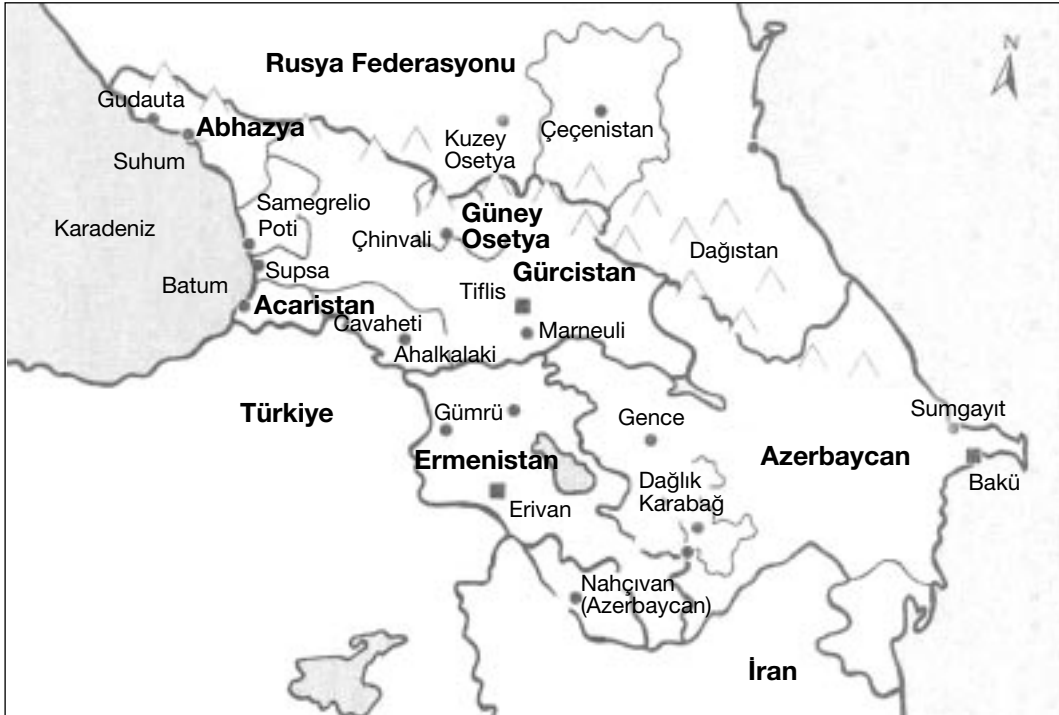 Rusya Federasyonu
N
Gudauta
Abhazya
Suhum
Kuzey
Osetya
Çeçenistan
Samegrelio
Poti
Karadeniz
Güney
Osetya
Çhinvali
Dağıstan
Gürcistan
Supsa
Batum
Tiflis
Acaristan
Cavaheti
Marneuli
Ahalkalaki
Türkiye
Gümrü
Gence
Sumgayıt
Ermenistan
Azerbaycan
Dağlık
Karabağ
Bakü
Erivan
Nahçıvan
(Azerbaycan)
İran